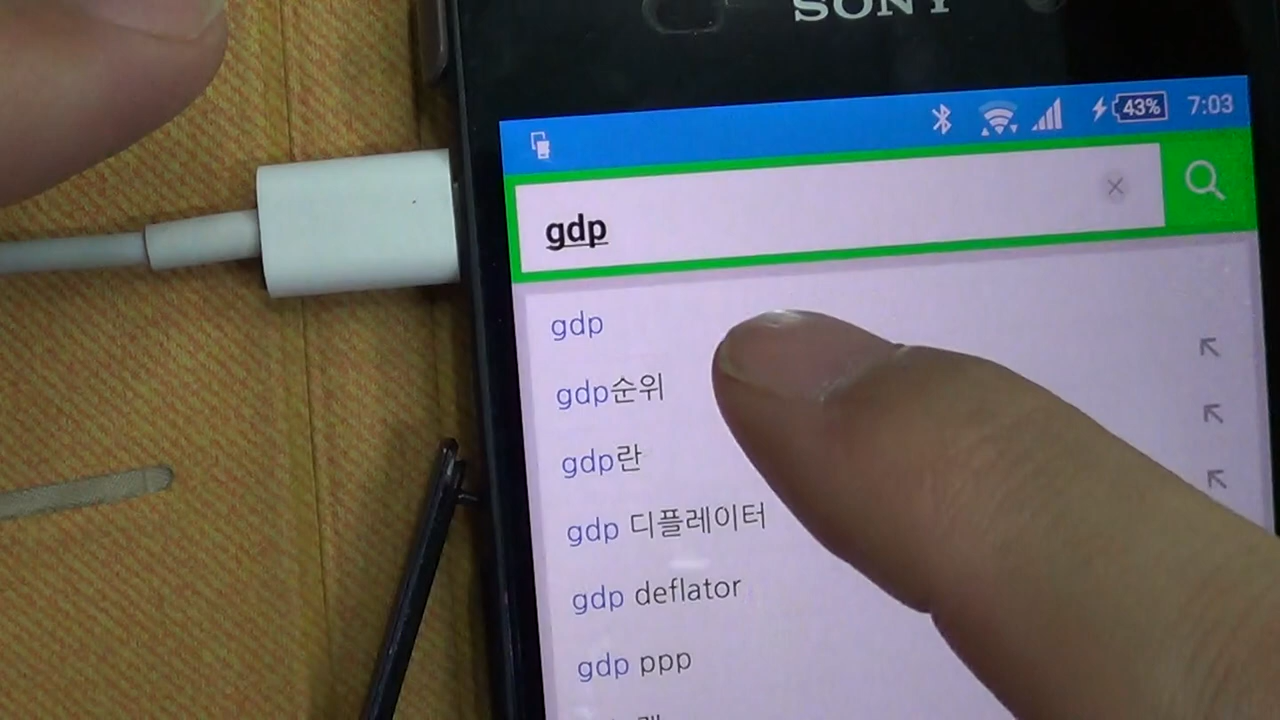 SONY
43% 7:03
gdp
gdp
gdp순위
gdp란
gdp 디플레이터
gdp deflator
gdp ppp